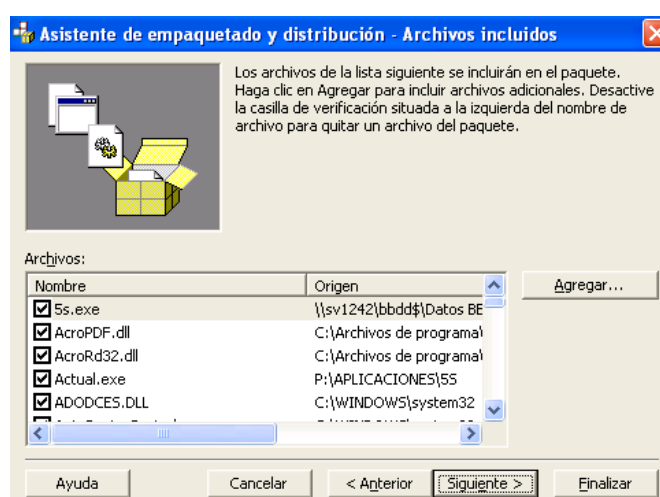 Asistente de empaquetado y distribución - Archivos incluidos
Los archivos de la lista siguiente se incluirán en el paquete.
Haga clic en Agregar para incluir archivos adicionales. Desactive
la casilla de verificación situada a la izquierda del nombre de
archivo para quitar un archivo del paquete.
Archivos:
Nombre Origen
Agregar...
5s.exe \\sv1242\bbdd$\Datos BE
AcroPDF.dll C:\Archivos de programa\
AcroRd32.dll C:\Archivos de programa\
Actual.exe P:\APLICACIONES\5S
ADODCES.DLL C:\WINDOWS\system32
Ayuda Cancelar < Anterior Siguiente > Finalizar